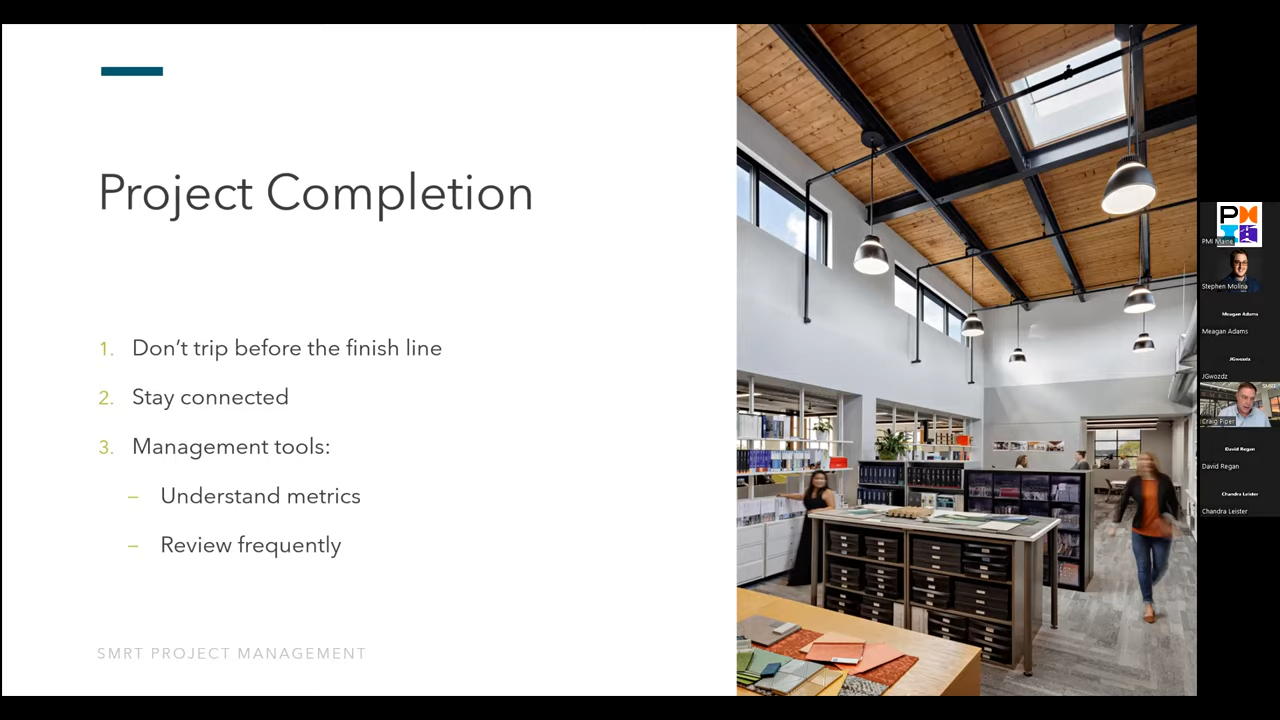 Project Completion
1. Don’t trip before the finish line
2. Stay connected
3. Management tools:
– Understand metrics
– Review frequently
SMRT PROJECT MANAGEMENT
PMI Maine
Stephen Molina
Meagan Adams
Meagan Adams
JGwozdz
JGwozdz
SMRT
Craig Piper
David Regan
David Regan
Chandra Leister
Chandra Leister